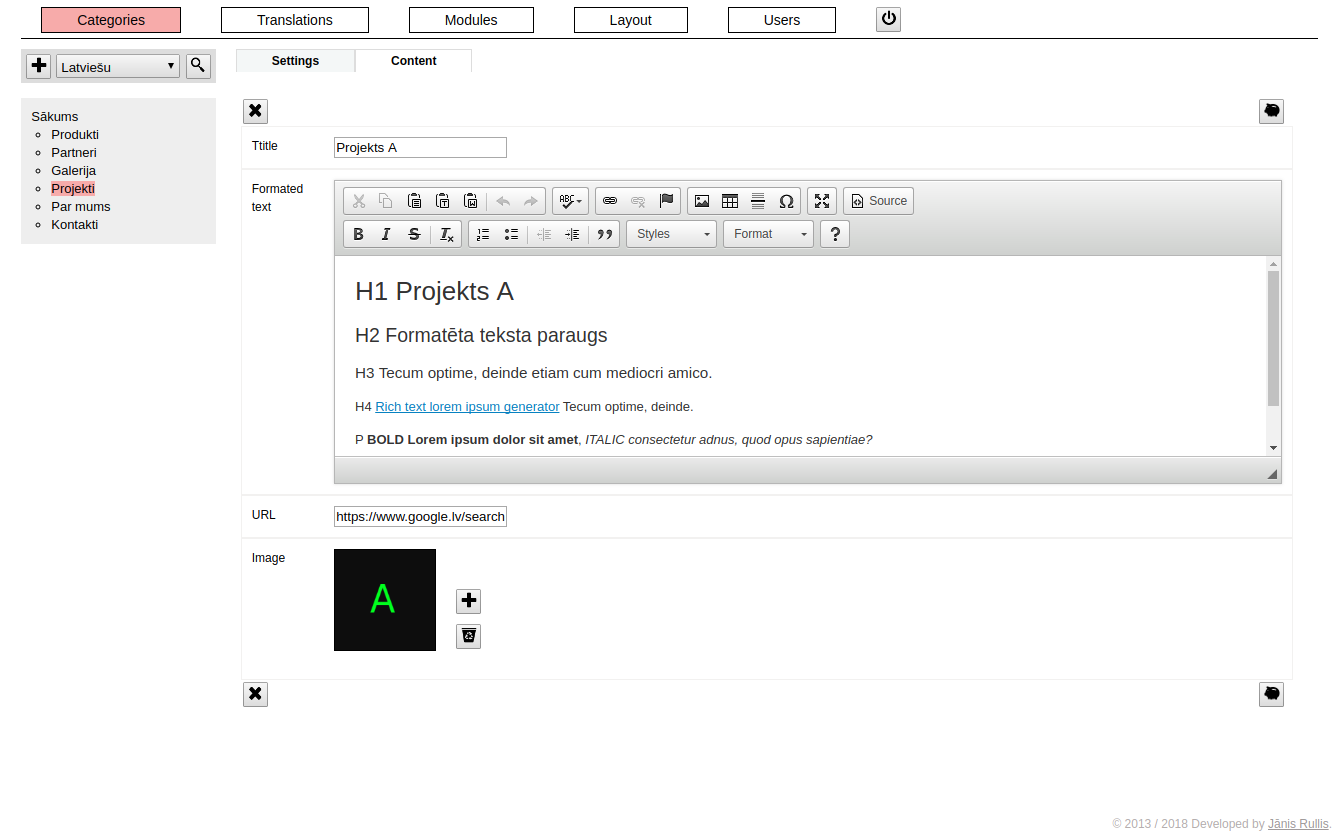 Categories Translations Modules Layout Users
Latviešu
Settings Content
Sākums
Produkti
Partneri
Galerija
Projekti
Par mums
Kontakti
Ttitle Projekts A
Formated
text
ABC Source
B I S Ix Styles Format ?
H1 Projekts A
H2 Formatēta teksta paraugs
H3 Tecum optime, deinde etiam cum mediocri amico.
H4 Rich text lorem ipsum generator Tecum optime, deinde.
P BOLD Lorem ipsum dolor sit amet, ITALIC consectetur adnus, quod opus sapientiae?
URL https://www.google.lv/search
Image
A
© 2013 / 2018 Developed by Jānis Rullis.